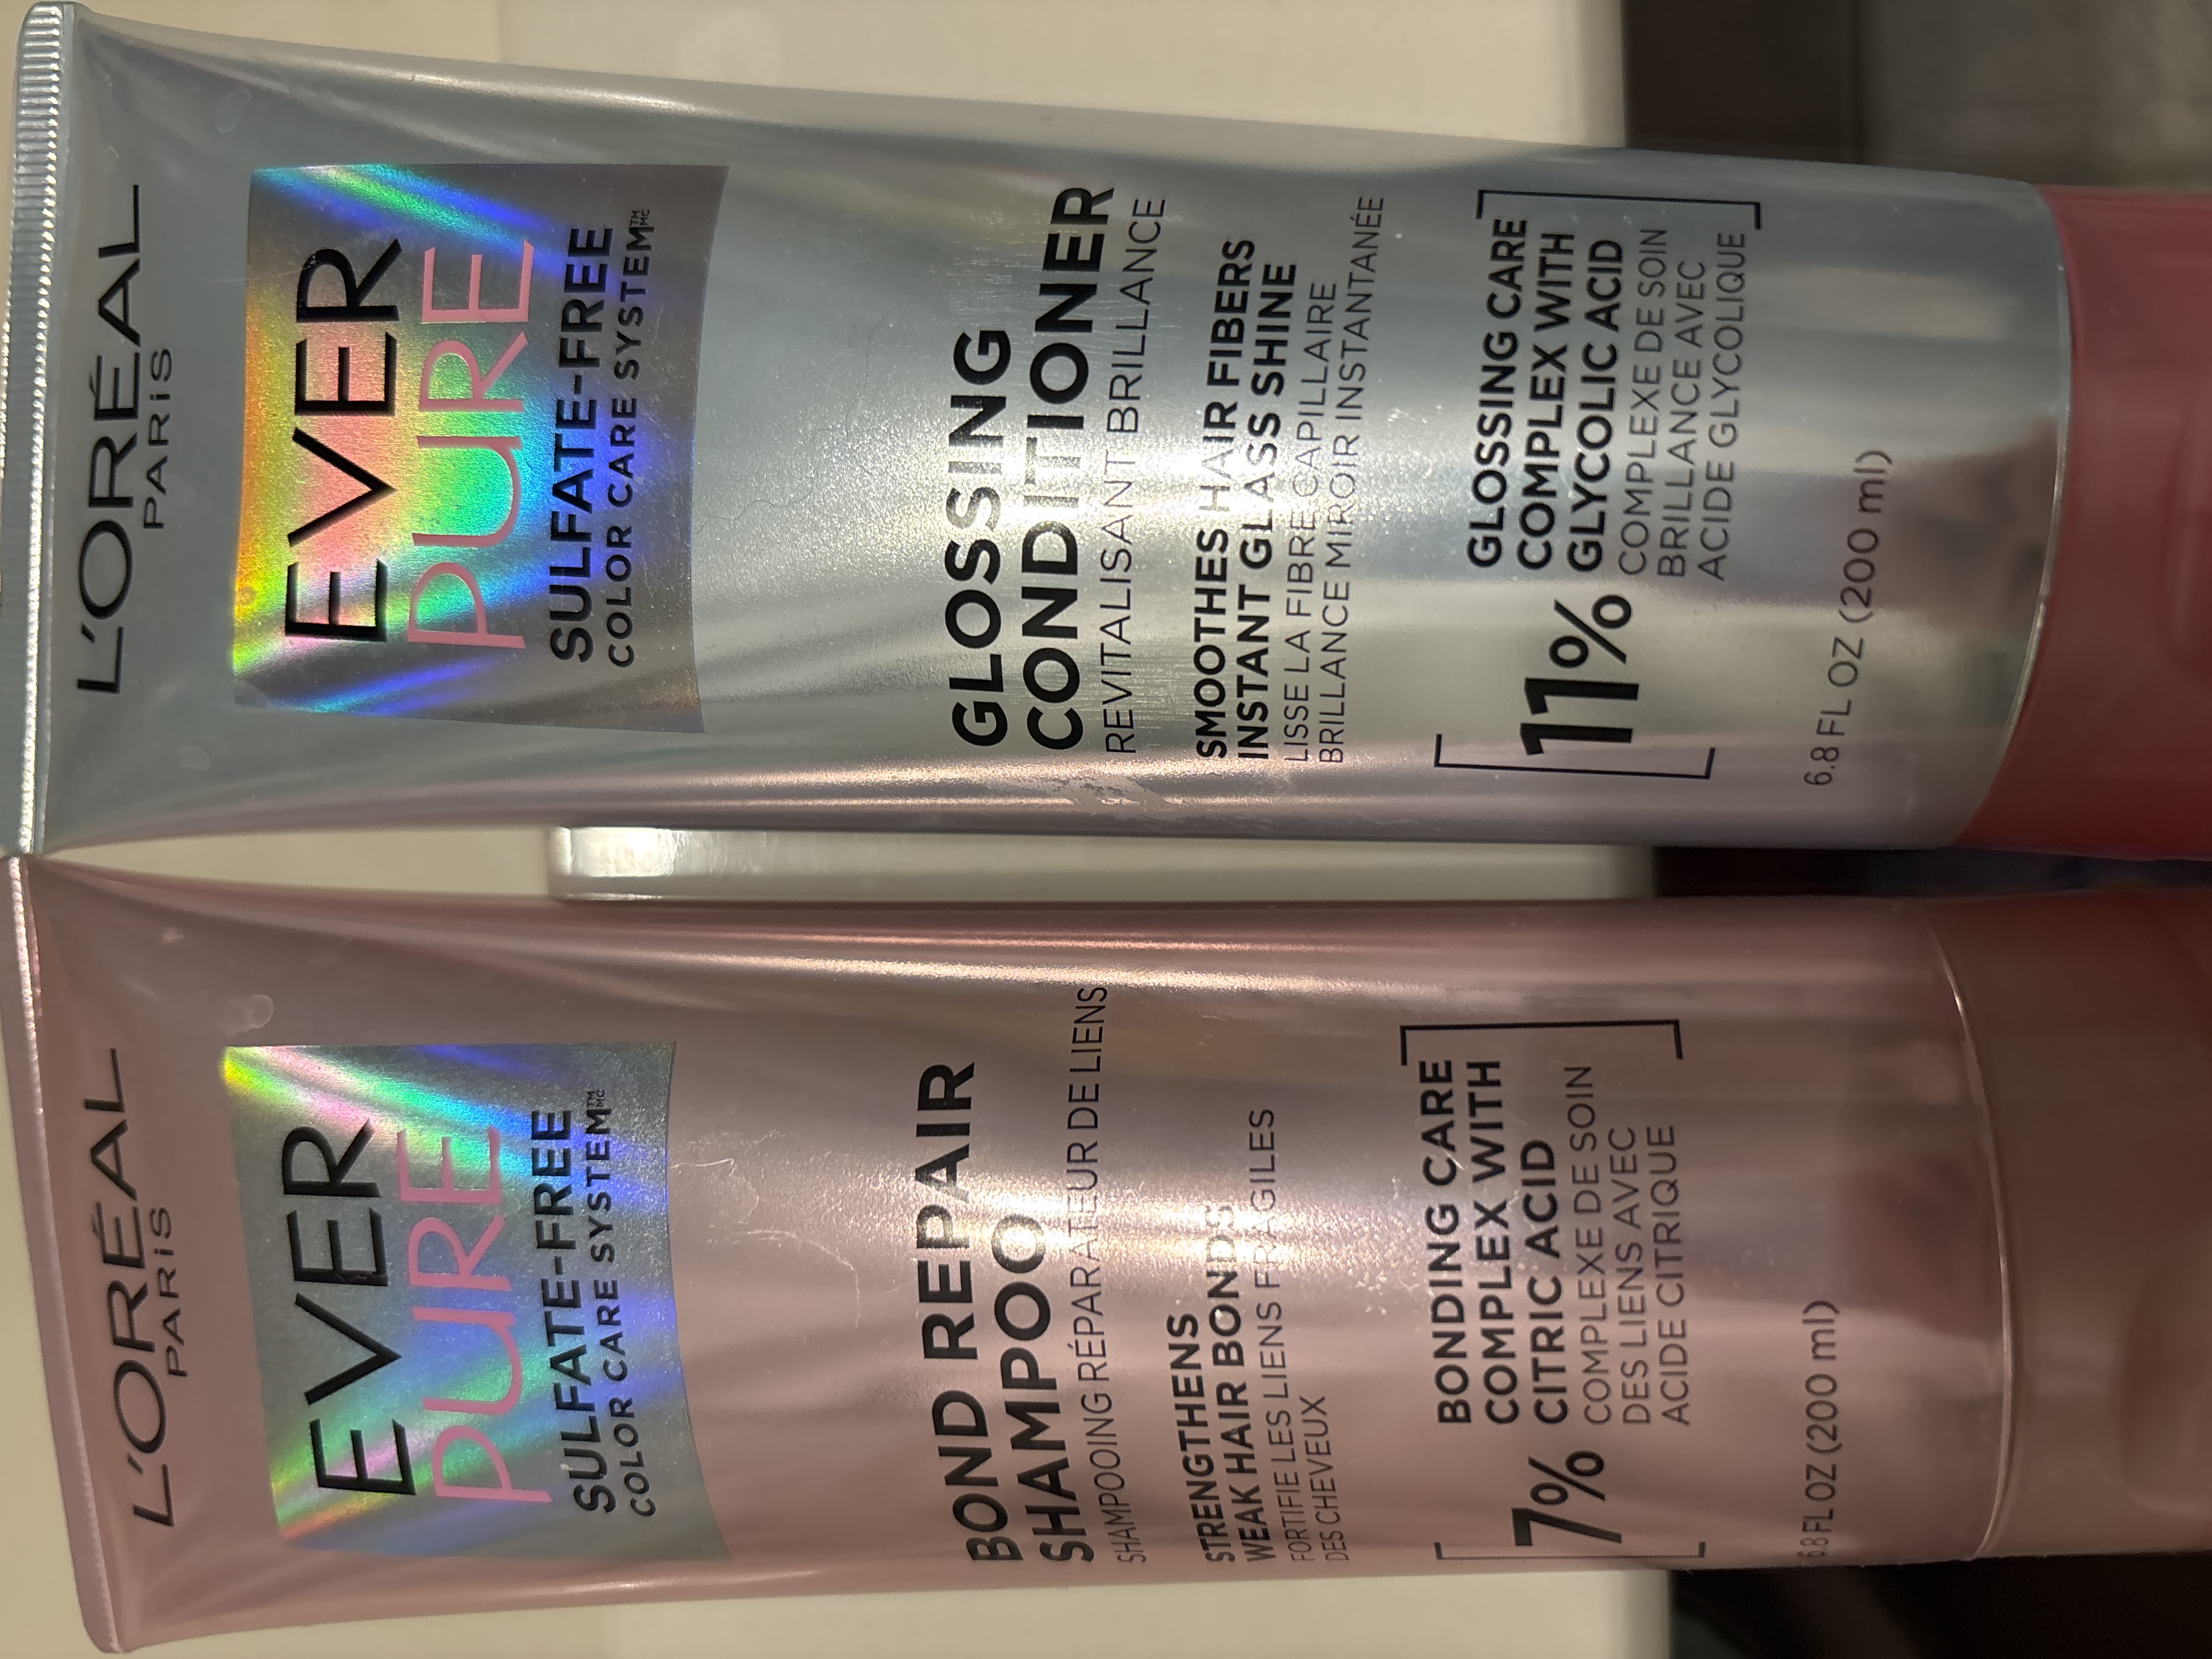 L'ORÉAL
PARiS
EVER
PURE
SULFATE-FREE
COLOR CARE SYSTEM™ᴹᶜ
BOND REPAIR
SHAMPOO
SHAMPOOING RÉPARATEUR DE LIENS
STRENGTHENS
WEAK HAIR BONDS
FORTIFIE LES LIENS FRAGILES
DES CHEVEUX
7%
BONDING CARE
COMPLEX WITH
CITRIC ACID
COMPLEXE DE SOIN
DES LIENS AVEC
ACIDE CITRIQUE
6.8 FL OZ (200 ml)
L'ORÉAL
PARiS
EVER
PURE
SULFATE-FREE
COLOR CARE SYSTEM™ᴹᶜ
GLOSSING
CONDITIONER
REVITALISANT BRILLANCE
SMOOTHES HAIR FIBERS
INSTANT GLASS SHINE
LISSE LA FIBRE CAPILLAIRE
BRILLANCE MIROIR INSTANTANÉE
11%
GLOSSING CARE
COMPLEX WITH
GLYCOLIC ACID
COMPLEXE DE SOIN
BRILLANCE AVEC
ACIDE GLYCOLIQUE
6.8 FL OZ (200 ml)